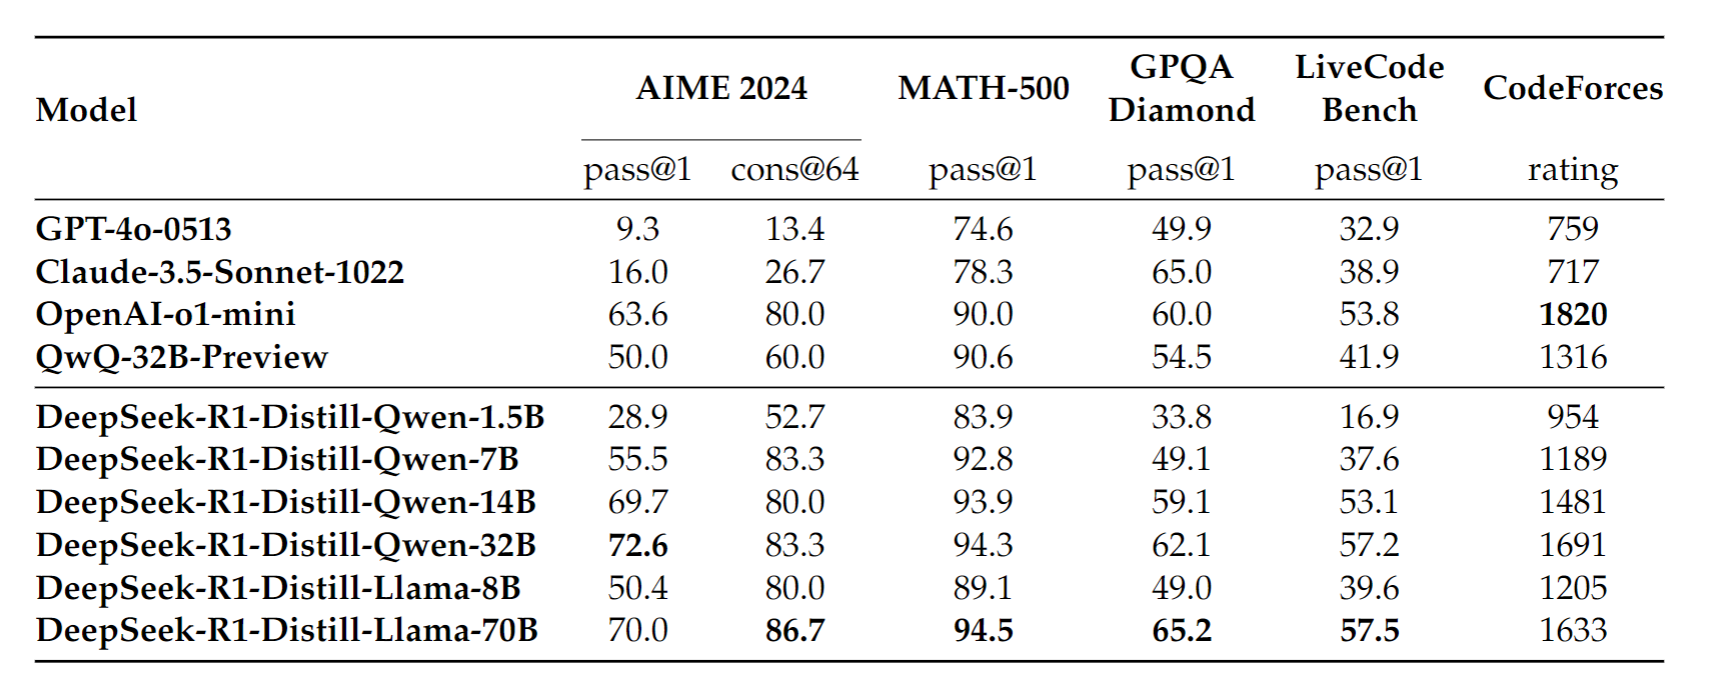 Model AIME 2024 MATH-500 GPQA Diamond LiveCode Bench CodeForces
pass@1 cons@64 pass@1 pass@1 pass@1 rating
GPT-4o-0513 9.3 13.4 74.6 49.9 32.9 759
Claude-3.5-Sonnet-1022 16.0 26.7 78.3 65.0 38.9 717
OpenAI-o1-mini 63.6 80.0 90.0 60.0 53.8 1820
QwQ-32B-Preview 50.0 60.0 90.6 54.5 41.9 1316
DeepSeek-R1-Distill-Qwen-1.5B 28.9 52.7 83.9 33.8 16.9 954
DeepSeek-R1-Distill-Qwen-7B 55.5 83.3 92.8 49.1 37.6 1189
DeepSeek-R1-Distill-Qwen-14B 69.7 80.0 93.9 59.1 53.1 1481
DeepSeek-R1-Distill-Qwen-32B 72.6 83.3 94.3 62.1 57.2 1691
DeepSeek-R1-Distill-Llama-8B 50.4 80.0 89.1 49.0 39.6 1205
DeepSeek-R1-Distill-Llama-70B 70.0 86.7 94.5 65.2 57.5 1633